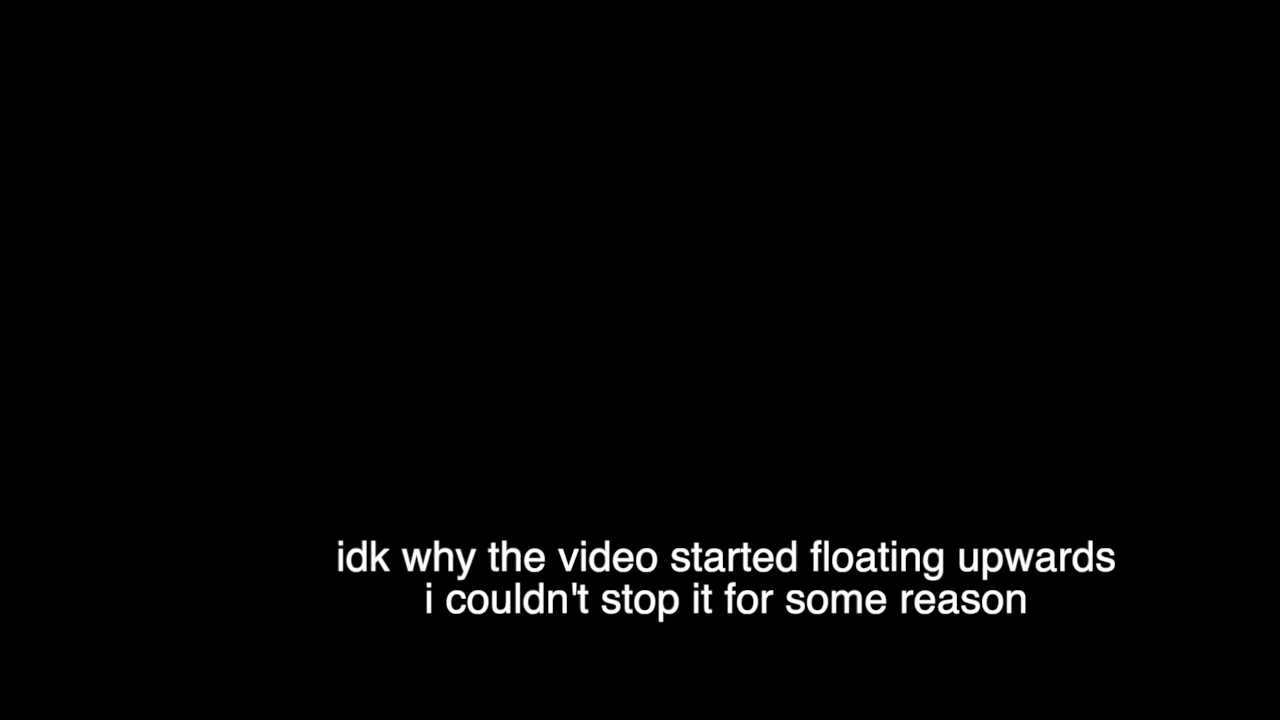 idk why the video started floating upwards
i couldn't stop it for some reason